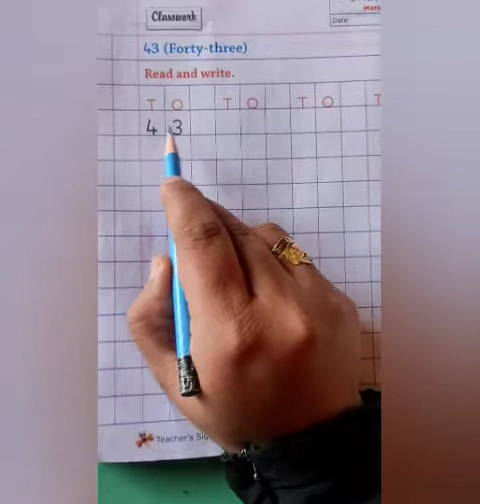 Classwork
Math
Date:
43 (Forty-three)
Read and write.
T O T O T O T
4 3
Teacher's